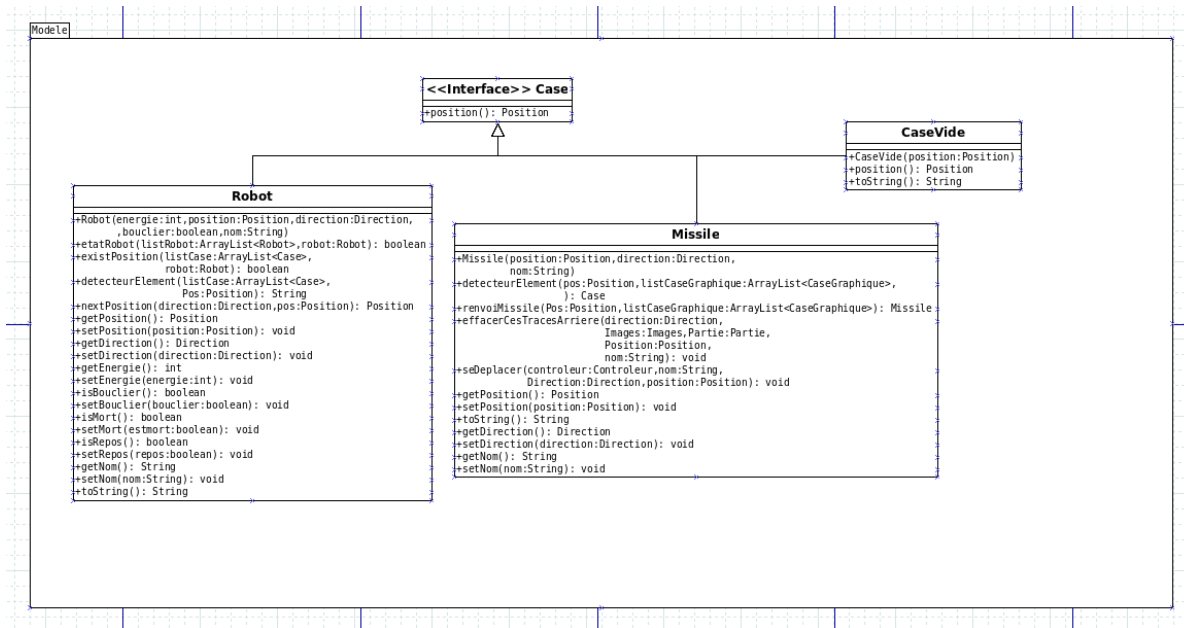 Modele
<<Interface>> Case
+position(): Position
CaseVide
+CaseVide(position:Position)
+position(): Position
+toString(): String
Robot
+Robot(energie:int,position:Position,direction:Direction,
,bouclier:boolean,nom:String)
+etatRobot(listRobot:ArrayList<Robot>,robot:Robot): boolean
+existPosition(listCase:ArrayList<Case>,
robot:Robot): boolean
+detecteurElement(listCase:ArrayList<Case>,
Pos:Position): String
+nextPosition(direction:Direction,pos:Position): Position
+getPosition(): Position
+setPosition(position:Position): void
+getDirection(): Direction
+setDirection(direction:Direction): void
+getEnergie(): int
+setEnergie(energie:int): void
+isBouclier(): boolean
+setBouclier(bouclier:boolean): void
+isMort(): boolean
+setMort(estmort:boolean): void
+isRepos(): boolean
+setRepos(repos:boolean): void
+getNom(): String
+setNom(nom:String): void
+toString(): String
Missile
+Missile(position:Position,direction:Direction,
nom:String)
+detecteurElement(pos:Position,listCaseGraphique:ArrayList<CaseGraphique>,
): Case
+renvoiMissile(Pos:Position,listCaseGraphique:ArrayList<CaseGraphique>): Missile
+effacerCesTracesArriere(direction:Direction,
Images:Images,Partie:Partie,
Position:Position,
nom:String): void
+seDeplacer(controleur:Controleur,nom:String,
Direction:Direction,position:Position): void
+getPosition(): Position
+setPosition(position:Position): void
+toString(): String
+getDirection(): Direction
+setDirection(direction:Direction): void
+getNom(): String
+setNom(nom:String): void